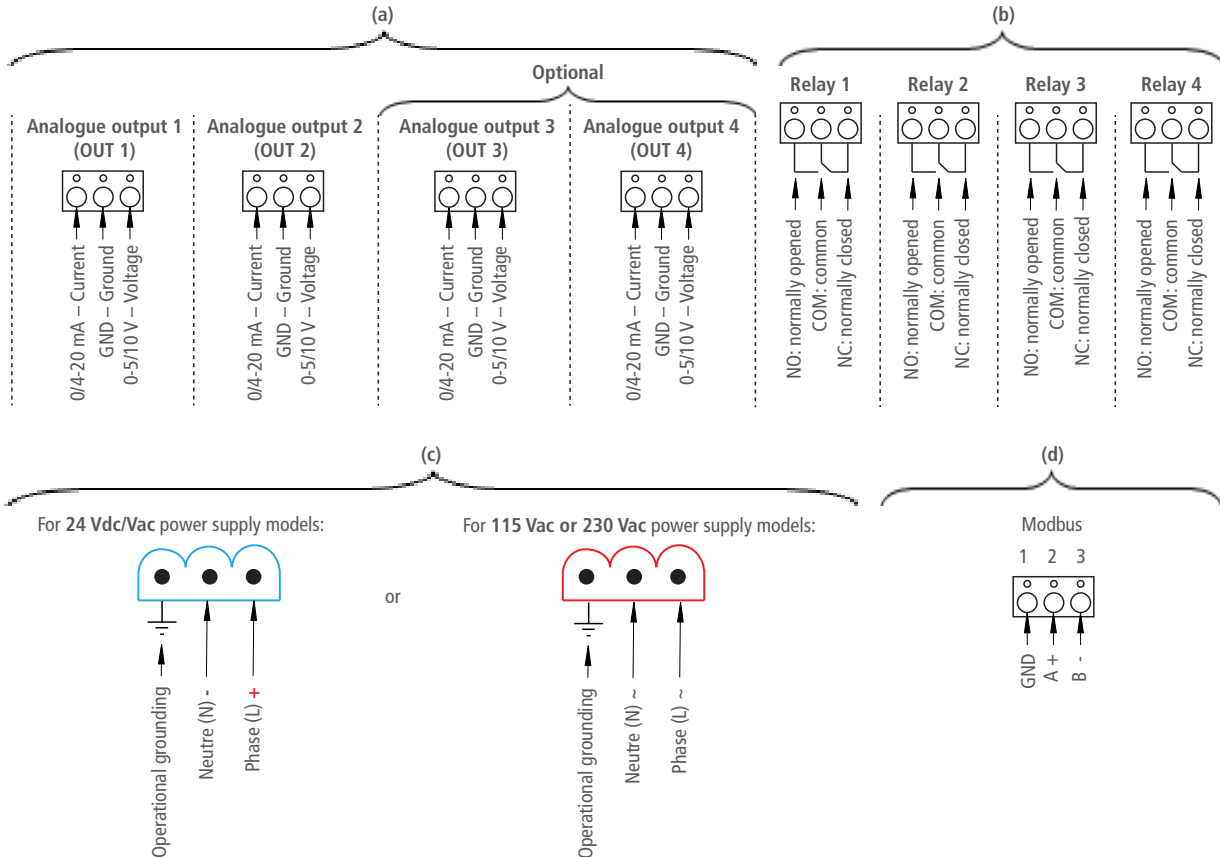 (a)
Optional
Analogue output 1
(OUT 1)
0/4-20 mA – Current
GND – Ground
0-5/10 V – Voltage
Analogue output 2
(OUT 2)
0/4-20 mA – Current
GND – Ground
0-5/10 V – Voltage
Analogue output 3
(OUT 3)
0/4-20 mA – Current
GND – Ground
0-5/10 V – Voltage
Analogue output 4
(OUT 4)
0/4-20 mA – Current
GND – Ground
0-5/10 V – Voltage
(b)
Relay 1
NO: normally opened
COM: common
NC: normally closed
Relay 2
NO: normally opened
COM: common
NC: normally closed
Relay 3
NO: normally opened
COM: common
NC: normally closed
Relay 4
NO: normally opened
COM: common
NC: normally closed
(c)
For 24 Vdc/Vac power supply models:
Operational grounding
Neutre (N) -
Phase (L) +
or
For 115 Vac or 230 Vac power supply models:
Operational grounding
Neutre (N) ~
Phase (L) ~
(d)
Modbus
1 2 3
GND
A +
B -